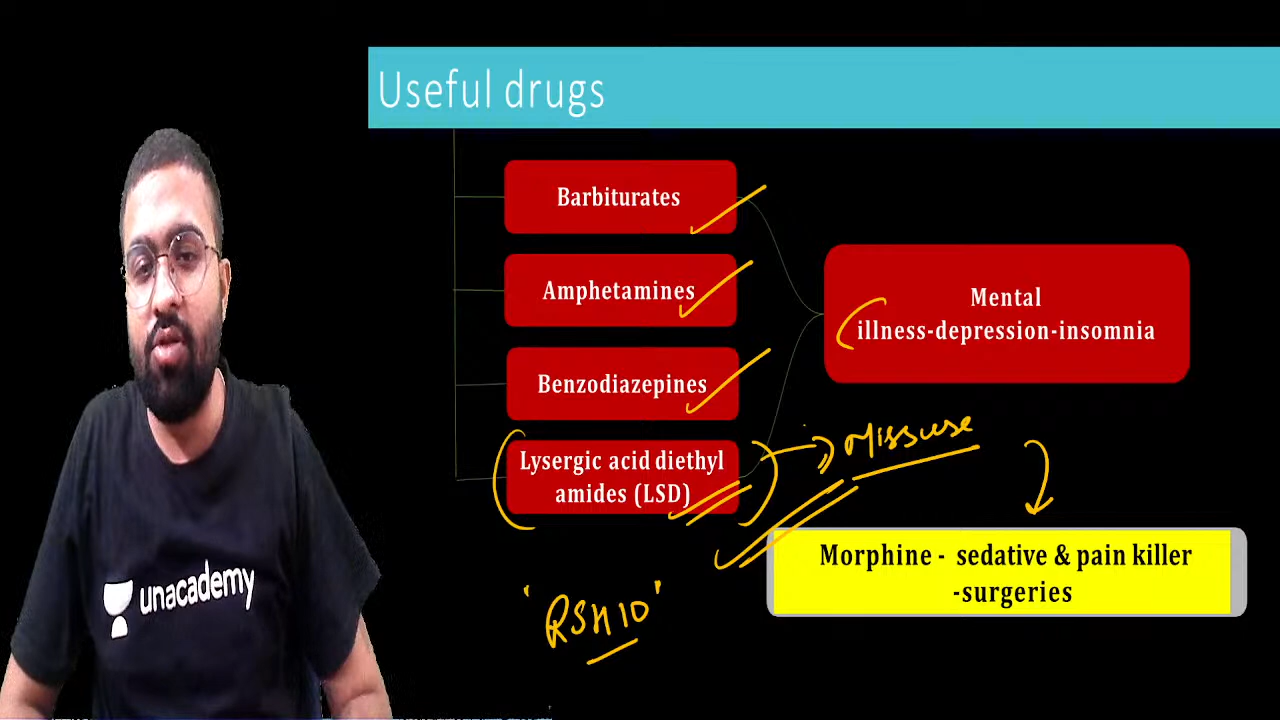 Useful drugs
Barbiturates
Amphetamines
Benzodiazepines
Lysergic acid diethyl
amides (LSD)
Mental
illness-depression-insomnia
Missuse
Morphine - sedative & pain killer
-surgeries
'RSH10'
unacademy